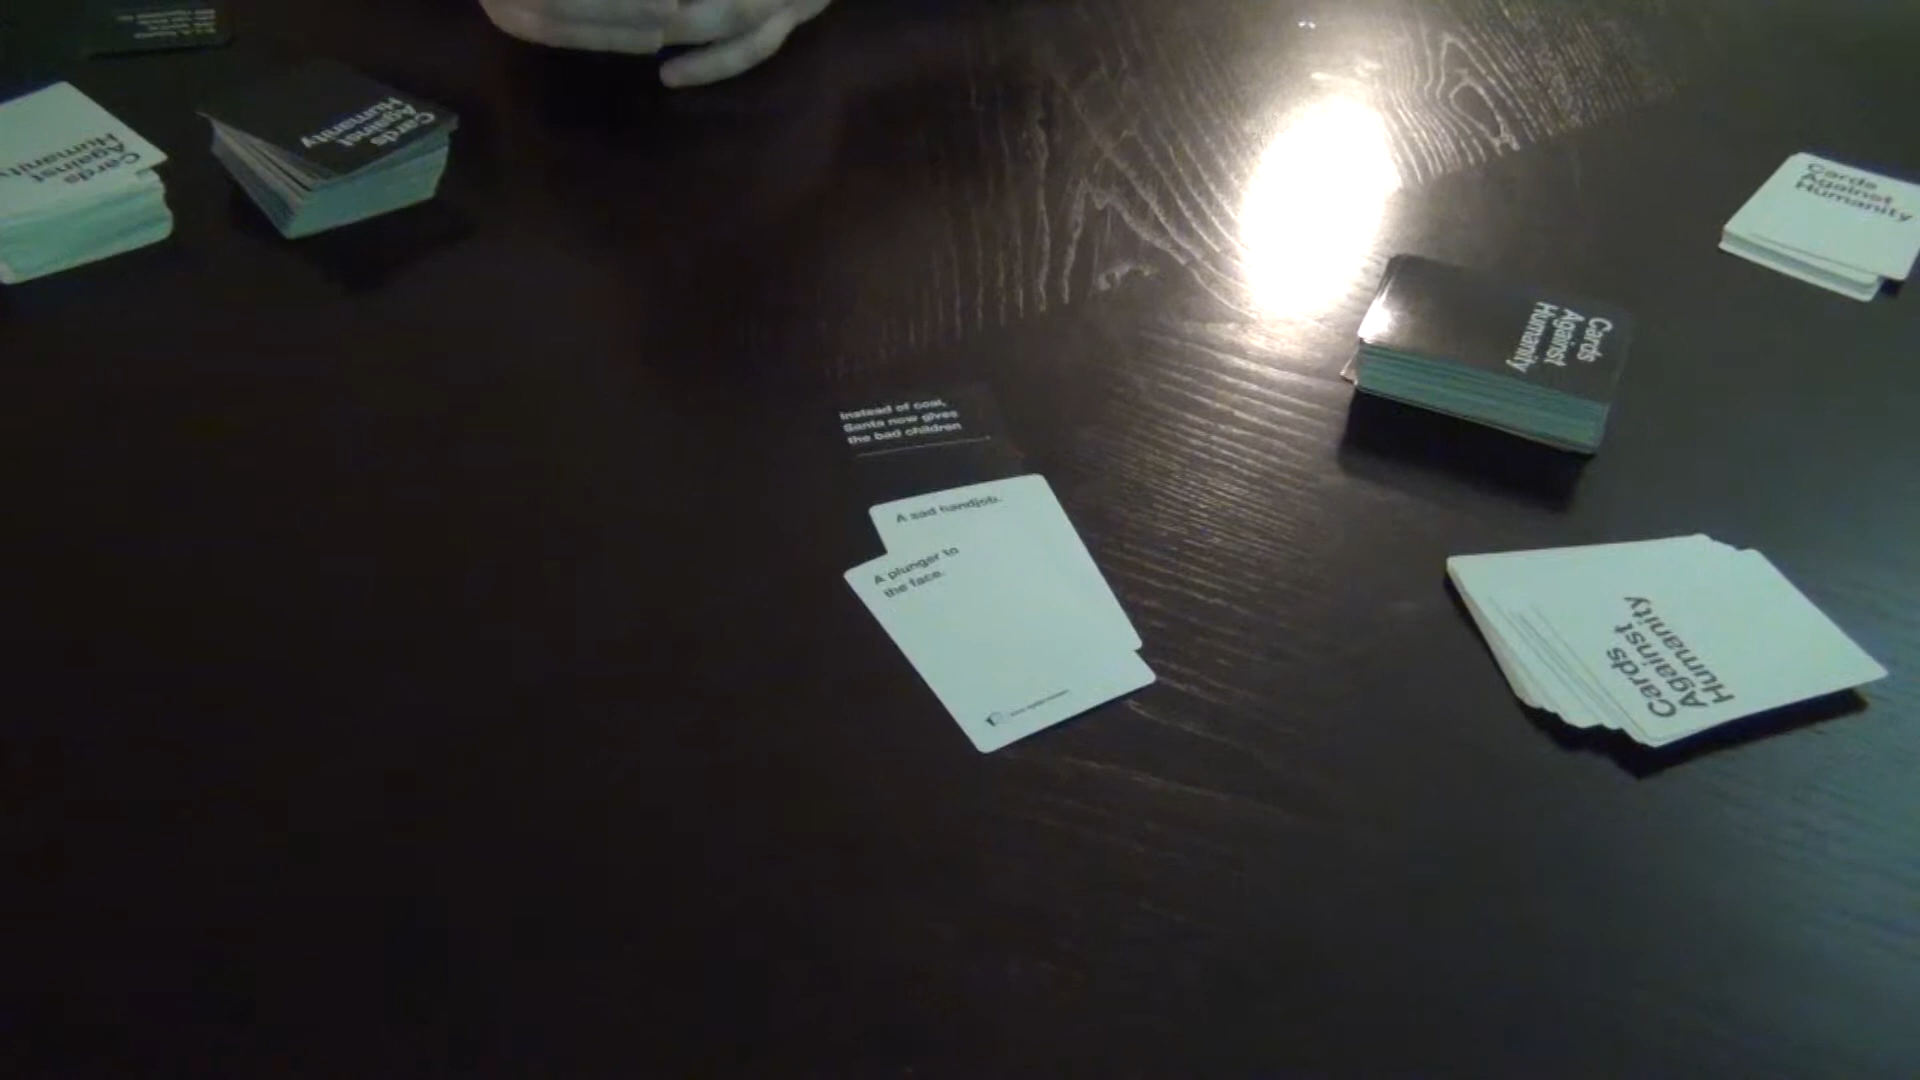 Cards
Against
Humanity
Cards
Against
Humanity
Cards
Against
Humanity
Cards
Against
Humanity
Instead of coal,
Santa now gives
the bad children
A sad handjob.
A plunger to
the face.
Cards
Against
Humanity